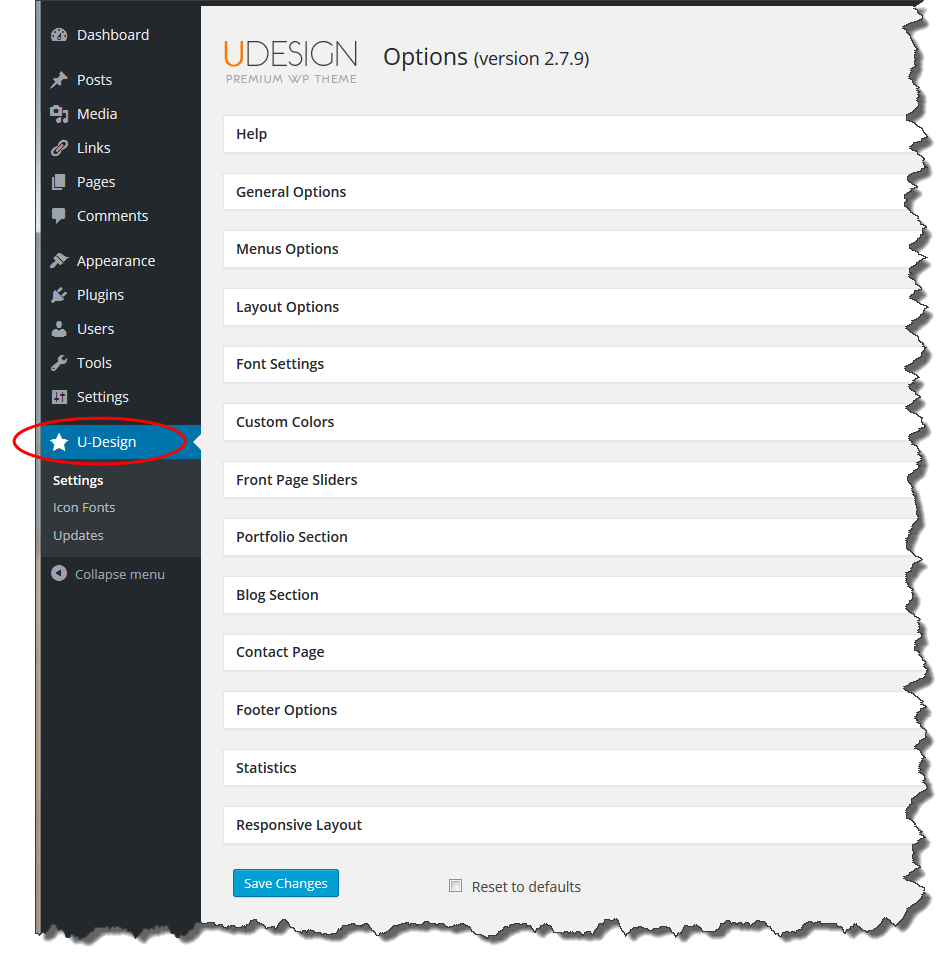 Dashboard
Posts
Media
Links
Pages
Comments
Appearance
Plugins
Users
Tools
Settings
U-Design
Settings
Icon Fonts
Updates
Collapse menu
UDESIGN
PREMIUM WP THEME
Options (version 2.7.9)
Help
General Options
Menus Options
Layout Options
Font Settings
Custom Colors
Front Page Sliders
Portfolio Section
Blog Section
Contact Page
Footer Options
Statistics
Responsive Layout
Save Changes
Reset to defaults